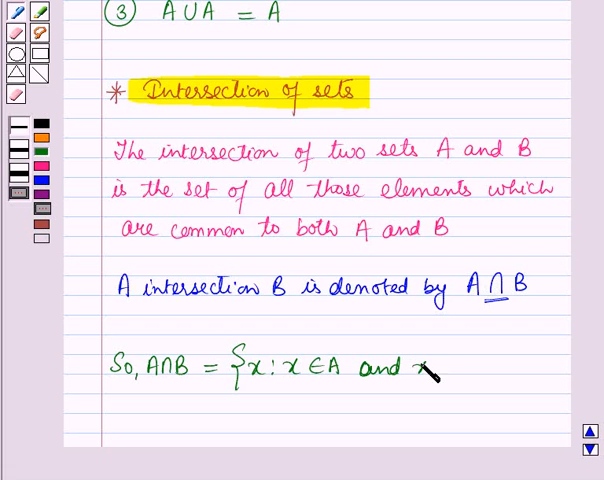 ③ A ∪ A = A
* Intersection of sets
The intersection of two sets A and B
is the set of all those elements which
are common to both A and B
A intersection B is denoted by A ∩ B
So, A∩B = {x : x ∈ A and x